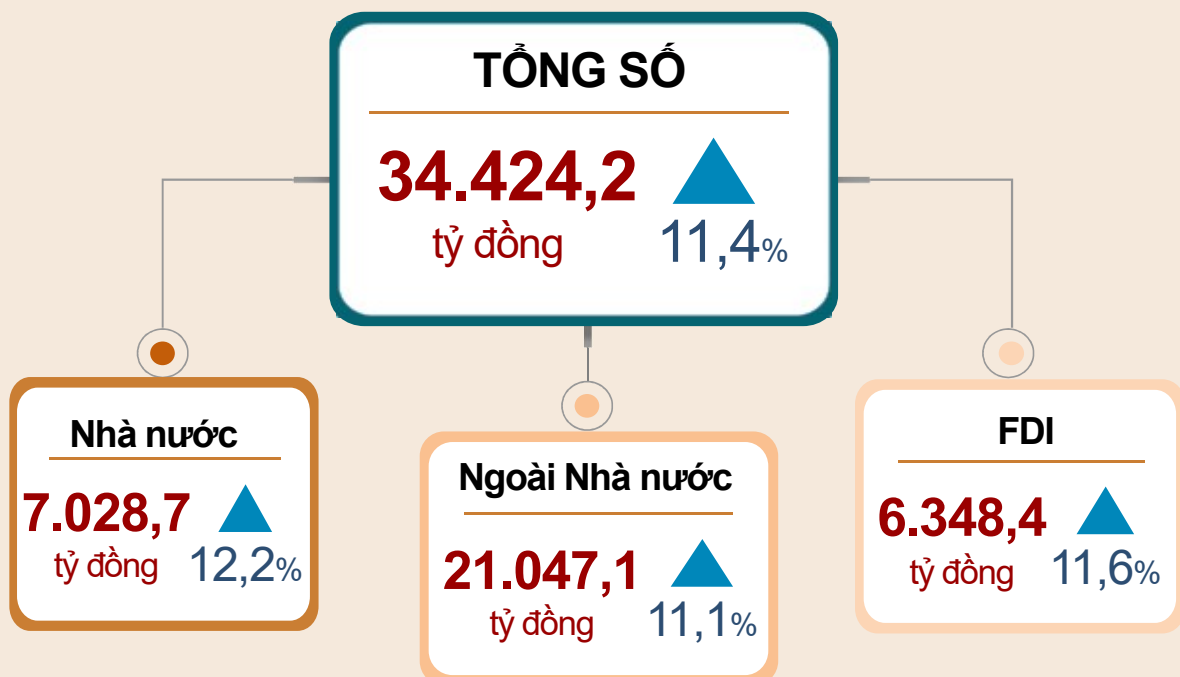 TỔNG SỐ
34.424,2
tỷ đồng
11,4%
Nhà nước
7.028,7
tỷ đồng
12,2%
Ngoài Nhà nước
21.047,1
tỷ đồng
11,1%
FDI
6.348,4
tỷ đồng
11,6%